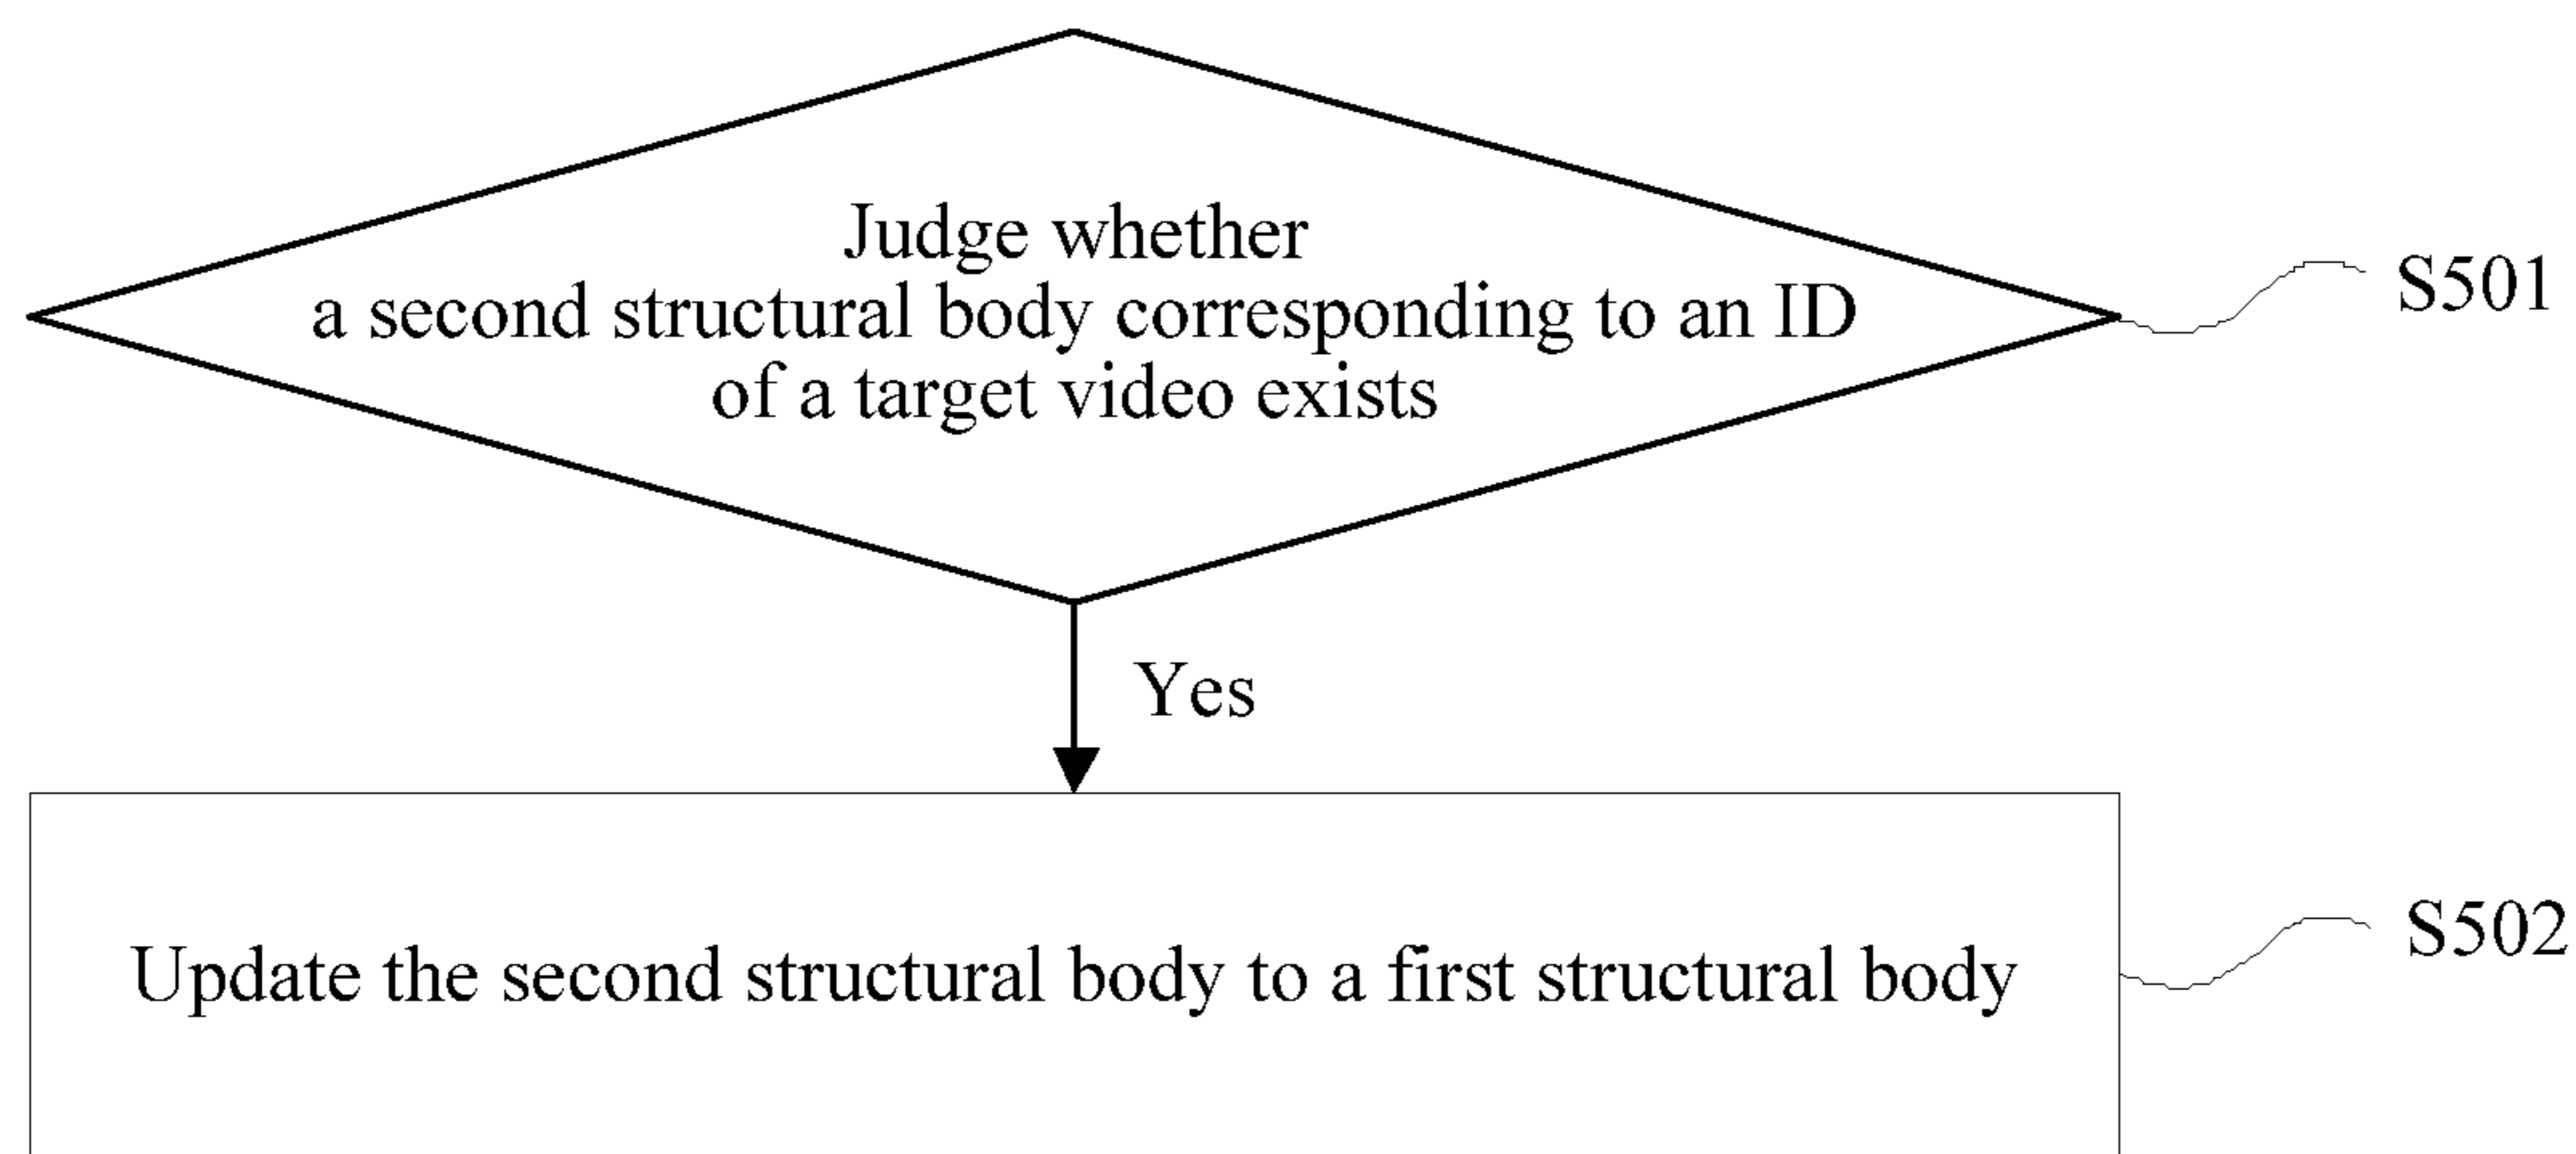 Judge whether
a second structural body corresponding to an ID
of a target video exists
S501
Yes
Update the second structural body to a first structural body
S502